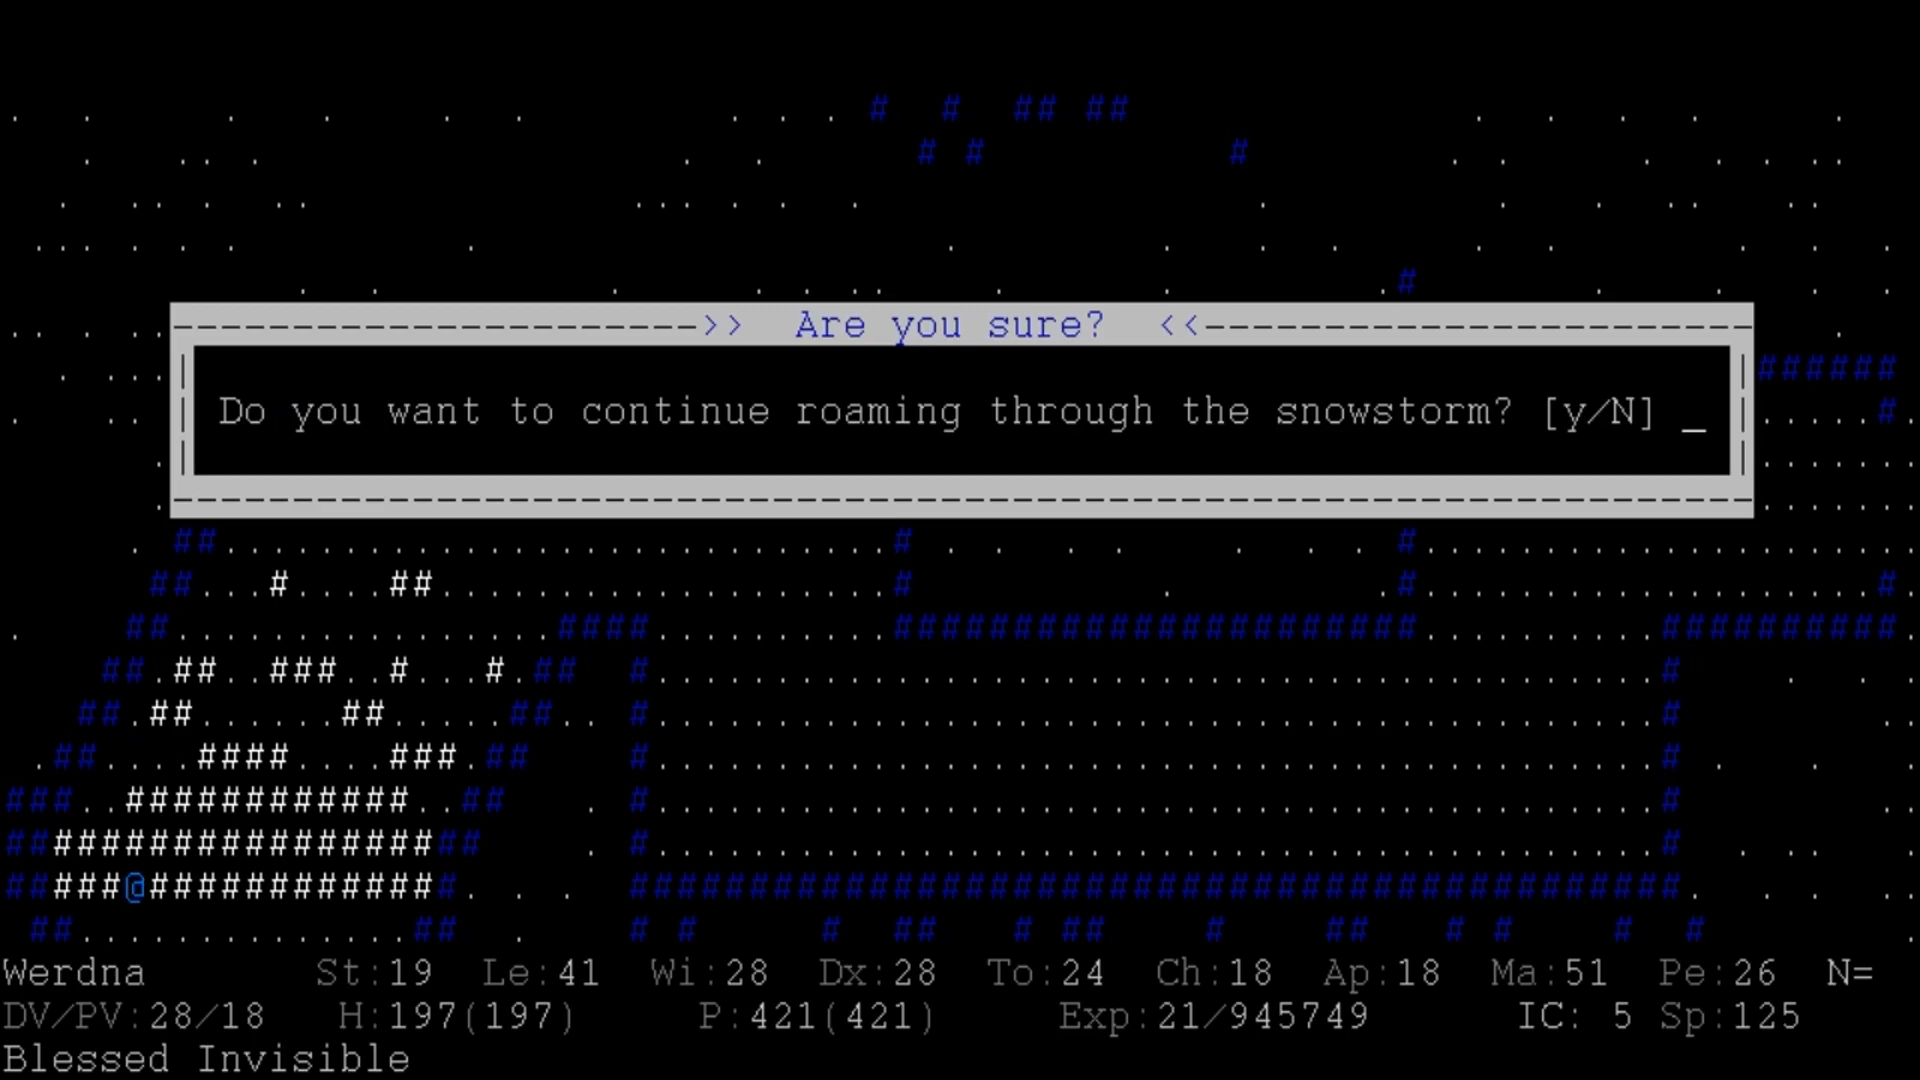 >> Are you sure? <<
Do you want to continue roaming through the snowstorm? [y/N] _
Werdna St:19 Le:41 Wi:28 Dx:28 To:24 Ch:18 Ap:18 Ma:51 Pe:26 N=
DV/PV:28/18 H:197(197) P:421(421) Exp:21/945749 IC: 5 Sp:125
Blessed Invisible